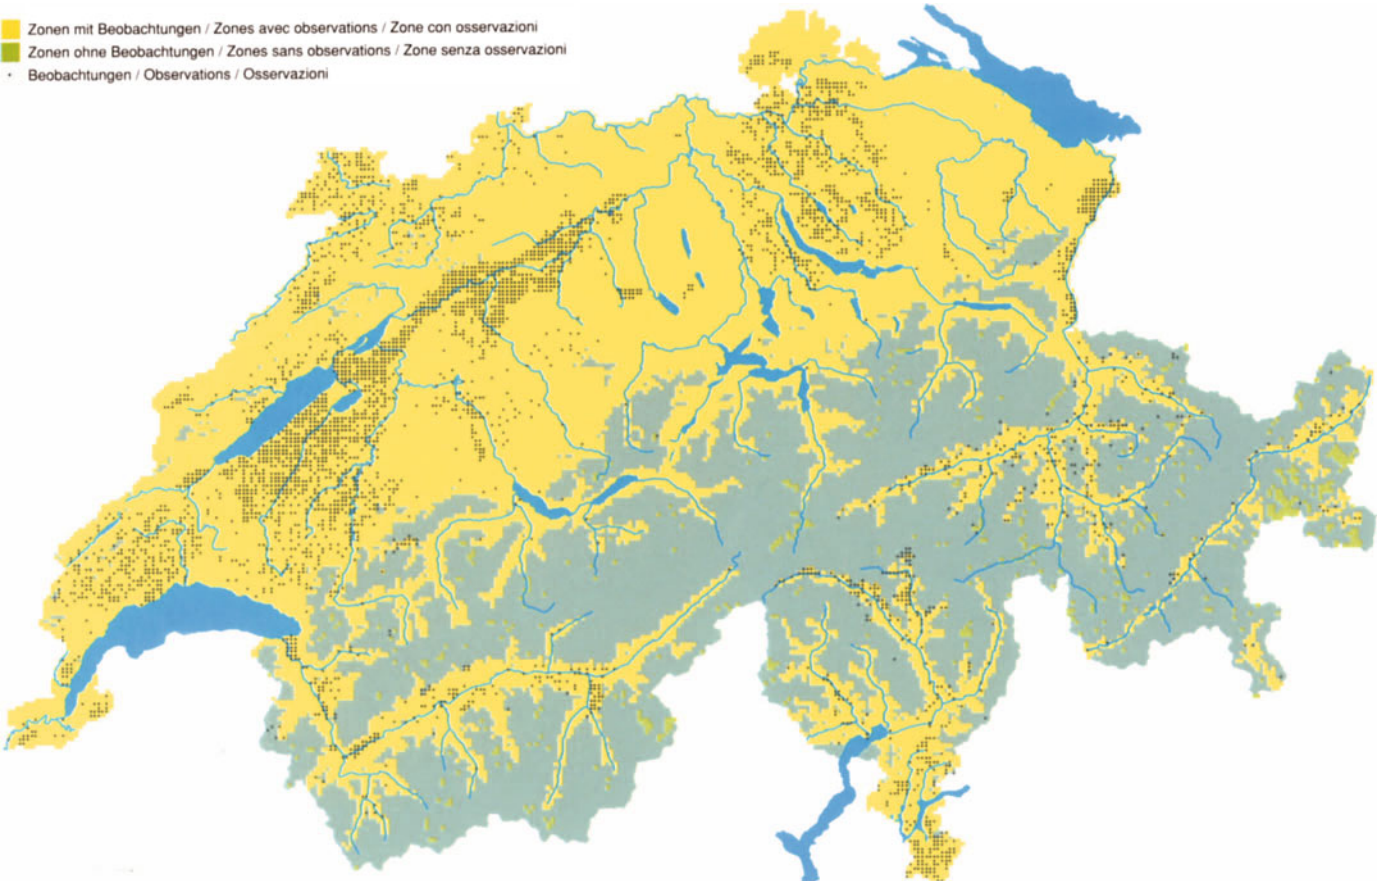 Zonen mit Beobachtungen / Zones avec observations / Zone con osservazioni
Zonen ohne Beobachtungen / Zones sans observations / Zone senza osservazioni
Beobachtungen / Observations / Osservazioni